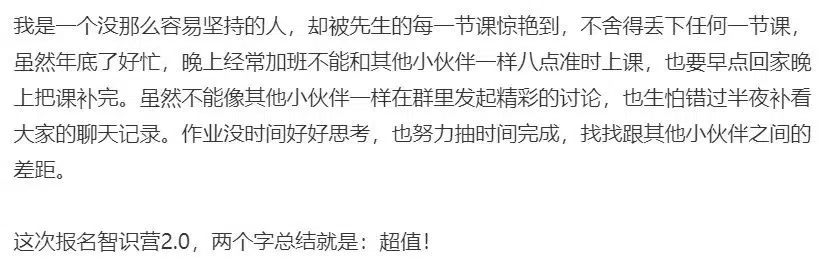 我是一个没那么容易坚持的人，却被先生的每一节课惊艳到，不舍得丢下任何一节课，
虽然年底了好忙，晚上经常加班不能和其他小伙伴一样八点准时上课，也要早点回家晚
上把课补完。虽然不能像其他小伙伴一样在群里发起精彩的讨论，也生怕错过半夜补看
大家的聊天记录。作业没时间好好思考，也努力抽时间完成，找找跟其他小伙伴之间的
差距。
这次报名智识营2.0，两个字总结就是：超值！